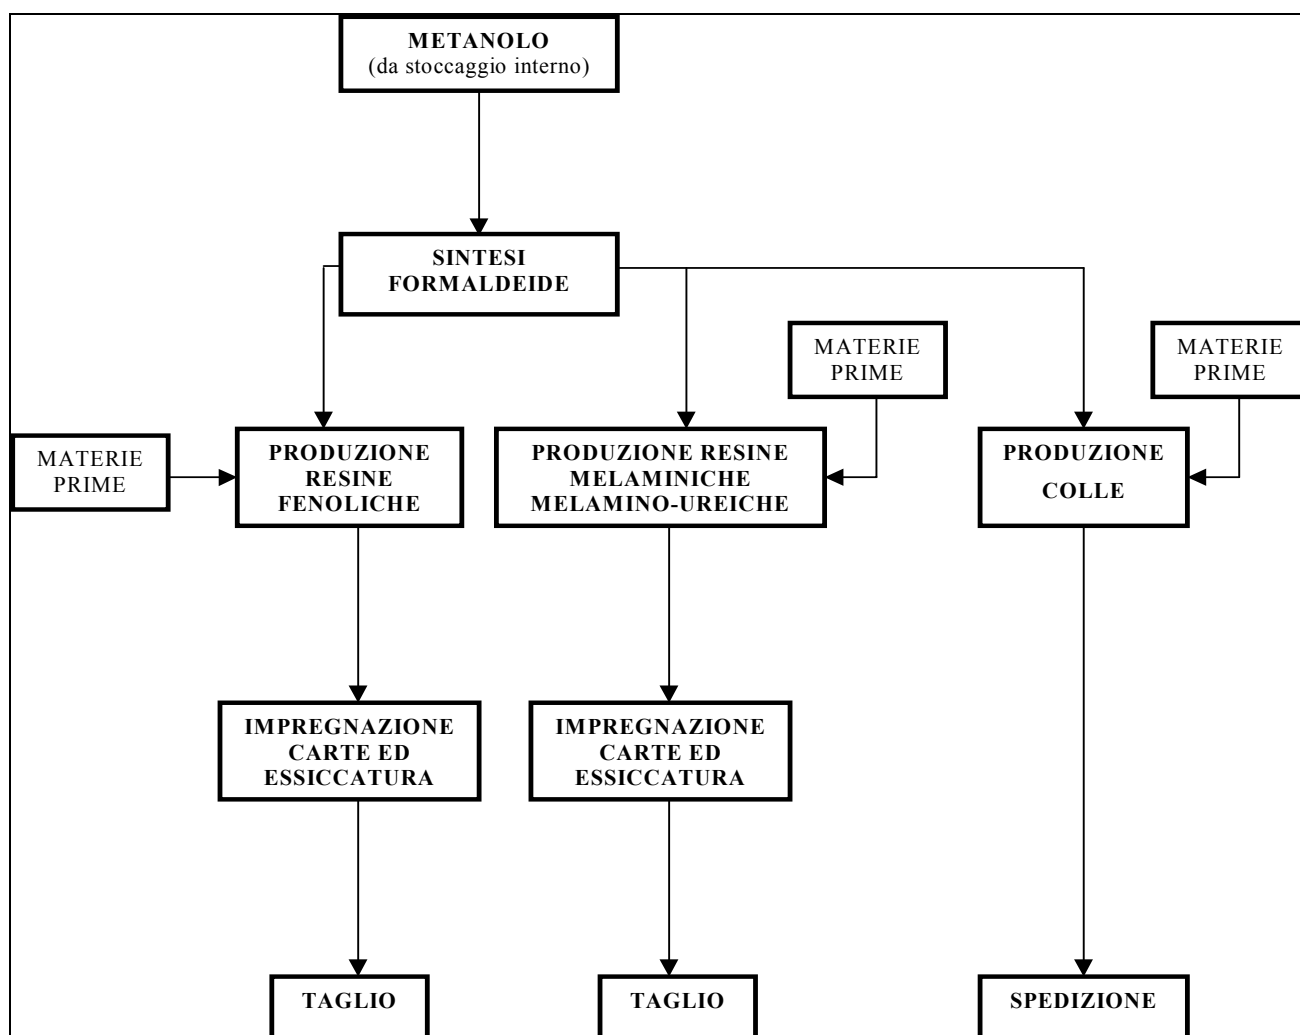 METANOLO
(da stoccaggio interno)
SINTESI
FORMALDEIDE
MATERIE
PRIME
MATERIE
PRIME
MATERIE
PRIME
PRODUZIONE
RESINE
FENOLICHE
PRODUZIONE RESINE
MELAMINICHE
MELAMINO-UREICHE
PRODUZIONE
COLLE
IMPREGNAZIONE
CARTE ED
ESSICCATURA
IMPREGNAZIONE
CARTE ED
ESSICCATURA
TAGLIO
TAGLIO
SPEDIZIONE